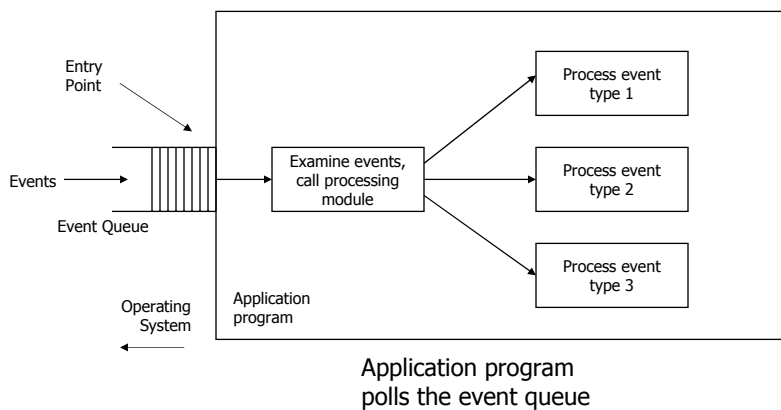 Entry
Point
Events
Event Queue
Examine events,
call processing
module
Process event
type 1
Process event
type 2
Process event
type 3
Operating
System
Application
program
Application program
polls the event queue